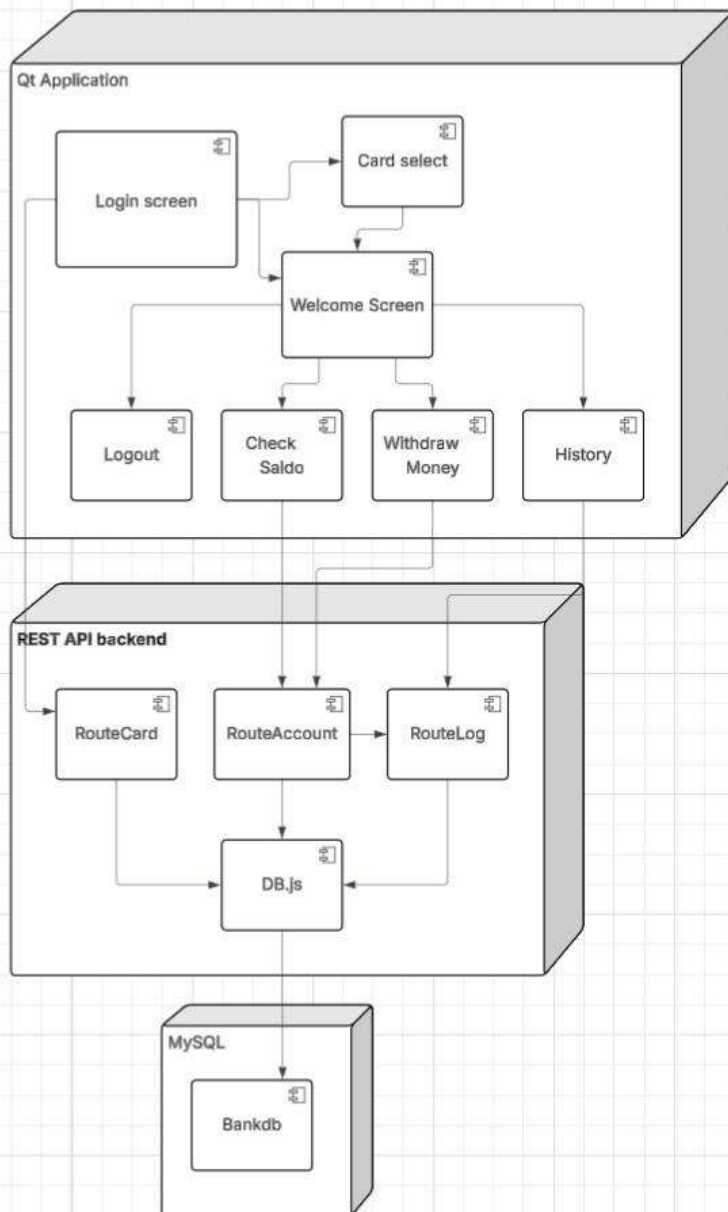 Qt Application
Card select
Login screen
Welcome Screen
Logout
Check
Saldo
Withdraw
Money
History
REST API backend
RouteCard
RouteAccount
RouteLog
DB.js
MySQL
Bankdb